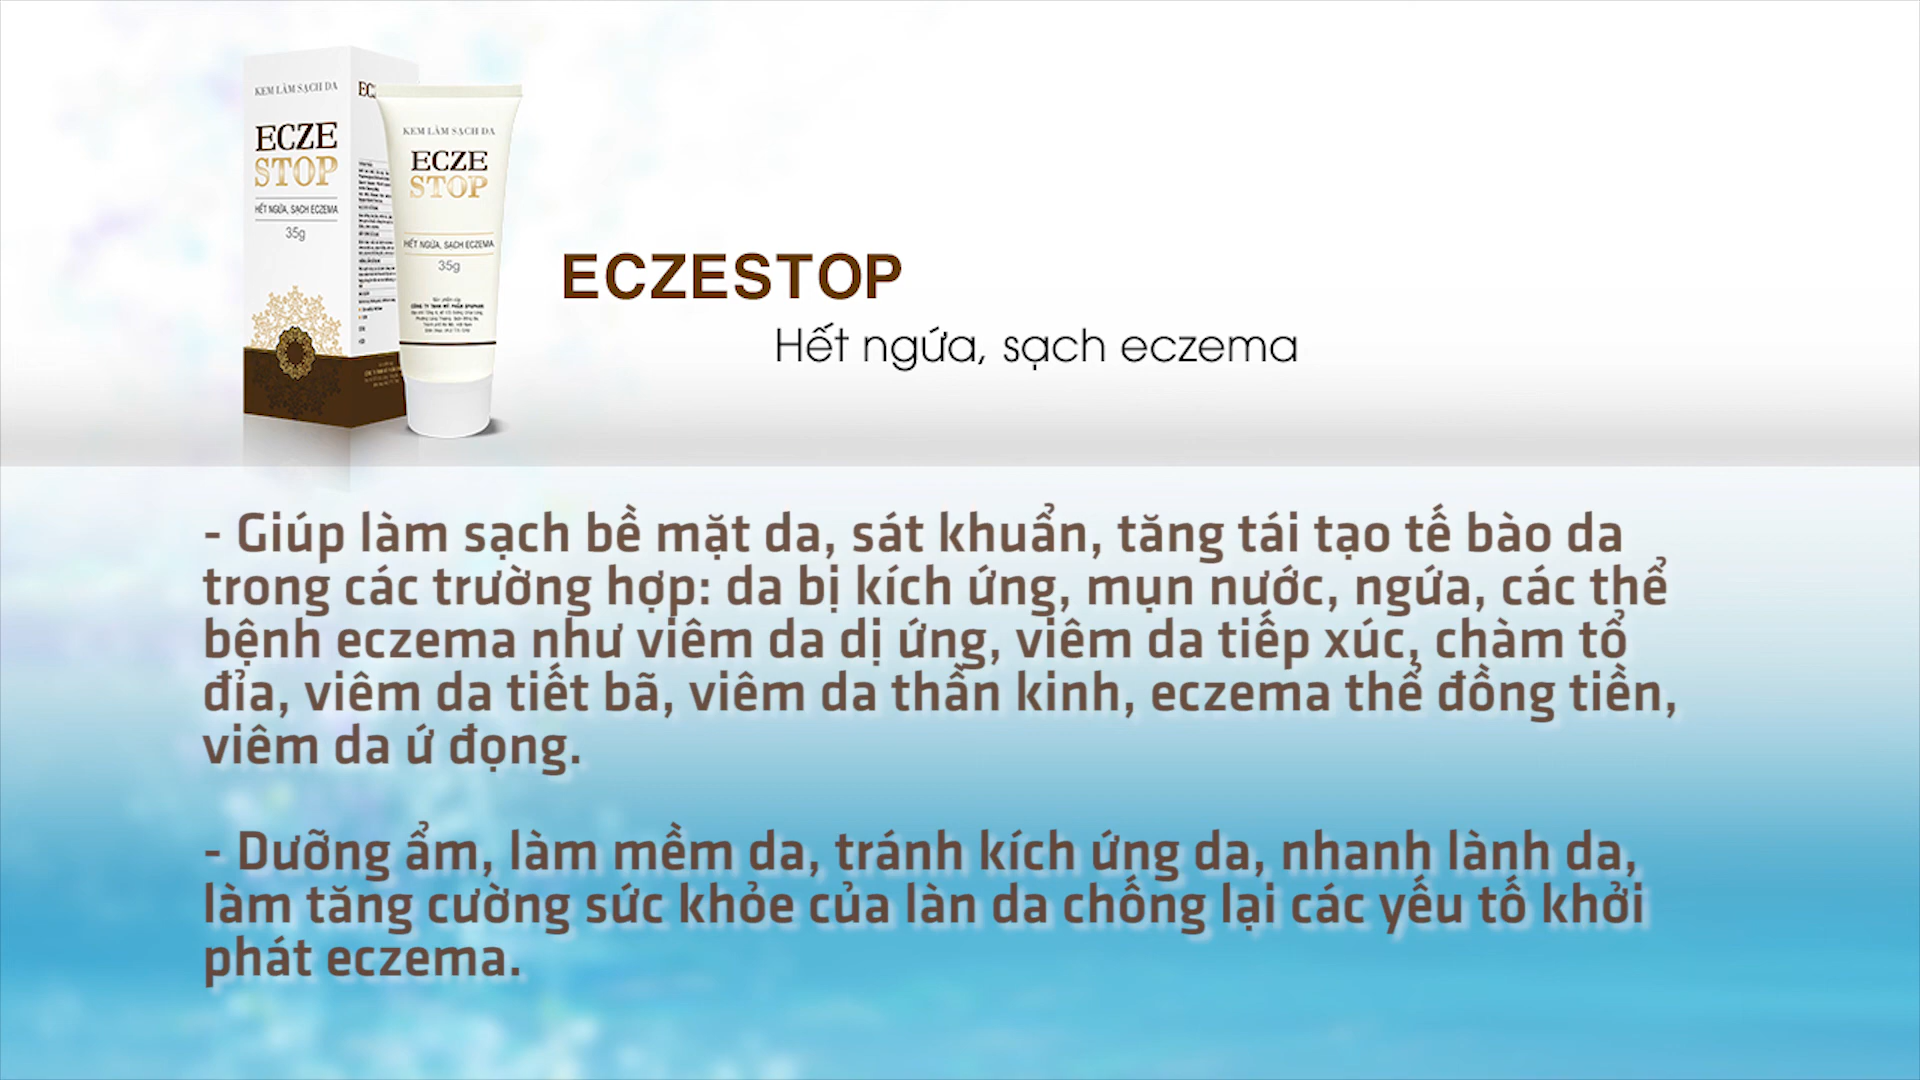 KEM LÀM SẠCH DA
ECZE
STOP
HẾT NGỨA, SẠCH ECZEMA
35g
KEM LÀM SẠCH DA
ECZE
STOP
HẾT NGỨA, SẠCH ECZEMA
35g
ECZESTOP
Hết ngứa, sạch eczema
- Giúp làm sạch bề mặt da, sát khuẩn, tăng tái tạo tế bào da
trong các trường hợp: da bị kích ứng, mụn nước, ngứa, các thể
bệnh eczema như viêm da dị ứng, viêm da tiếp xúc, chàm tổ
đỉa, viêm da tiết bã, viêm da thần kinh, eczema thể đồng tiền,
viêm da ứ đọng.
- Dưỡng ẩm, làm mềm da, tránh kích ứng da, nhanh lành da,
làm tăng cường sức khỏe của làn da chống lại các yếu tố khởi
phát eczema.